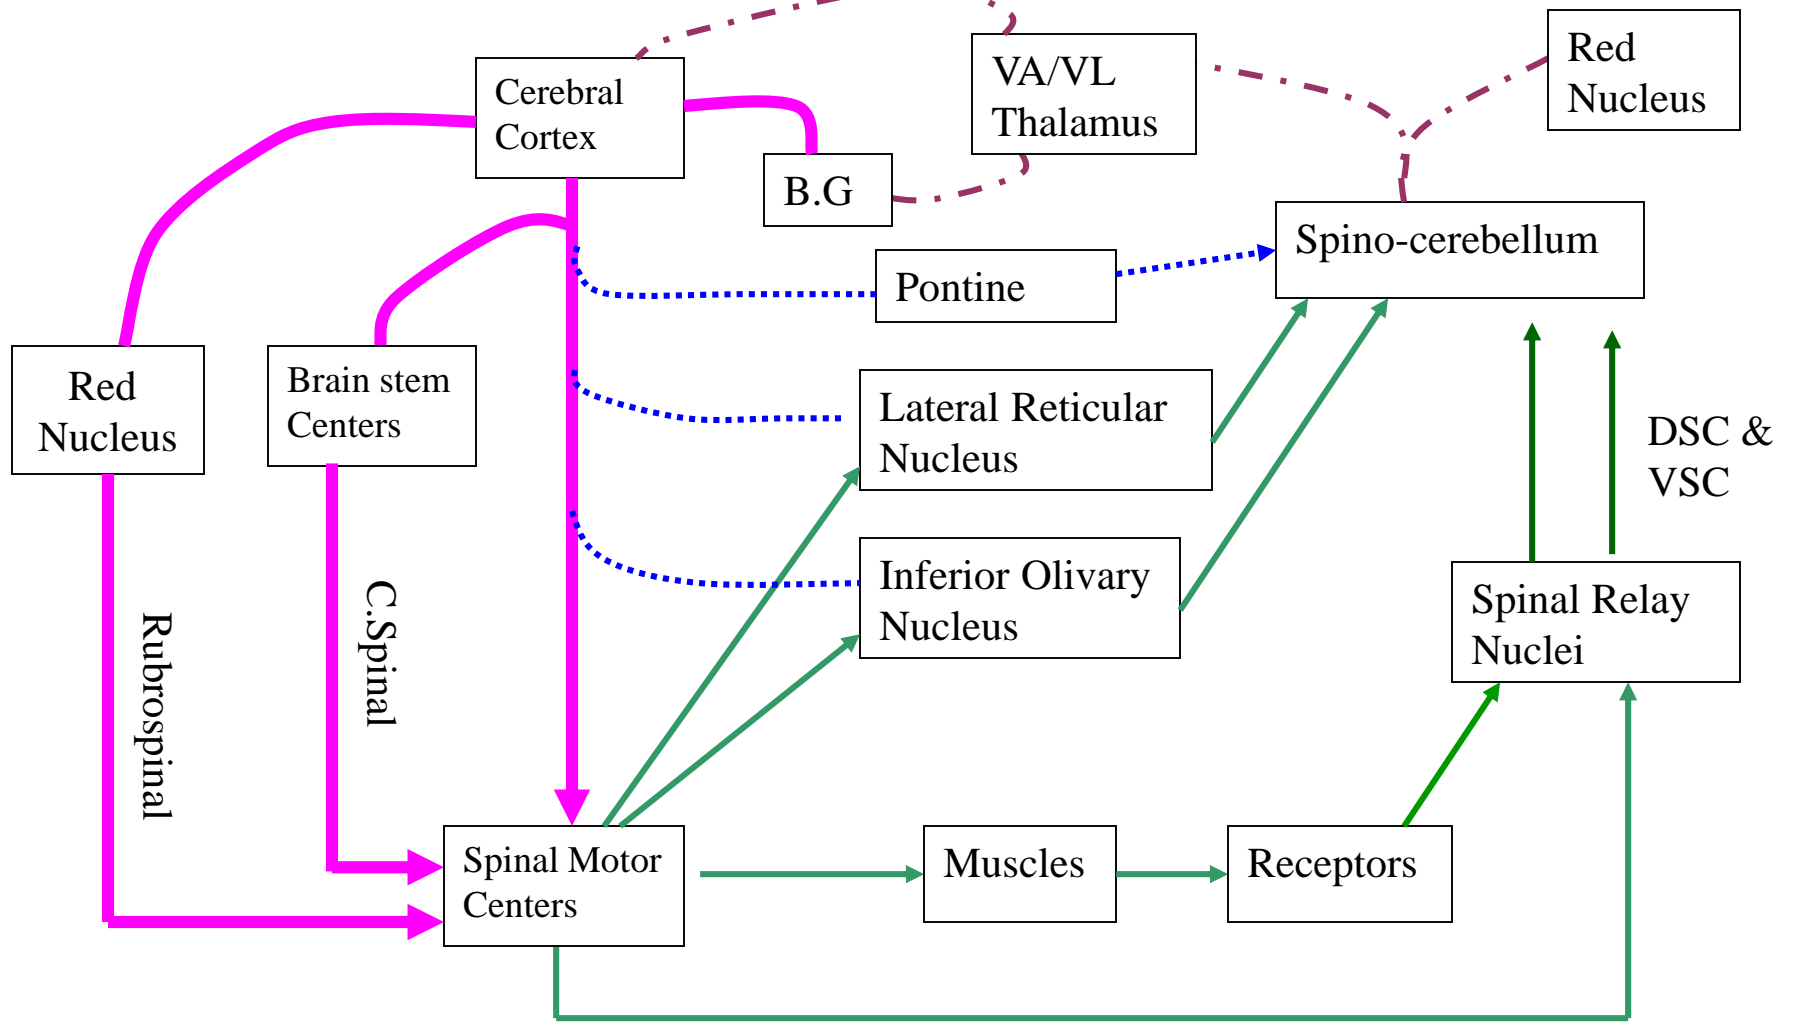 Cerebral
Cortex
VA/VL
Thalamus
Red
Nucleus
B.G
Spino-cerebellum
Pontine
Red
Nucleus
Brain stem
Centers
Lateral Reticular
Nucleus
DSC &
VSC
Inferior Olivary
Nucleus
Spinal Relay
Nuclei
Rubrospinal
C.Spinal
Spinal Motor
Centers
Muscles
Receptors